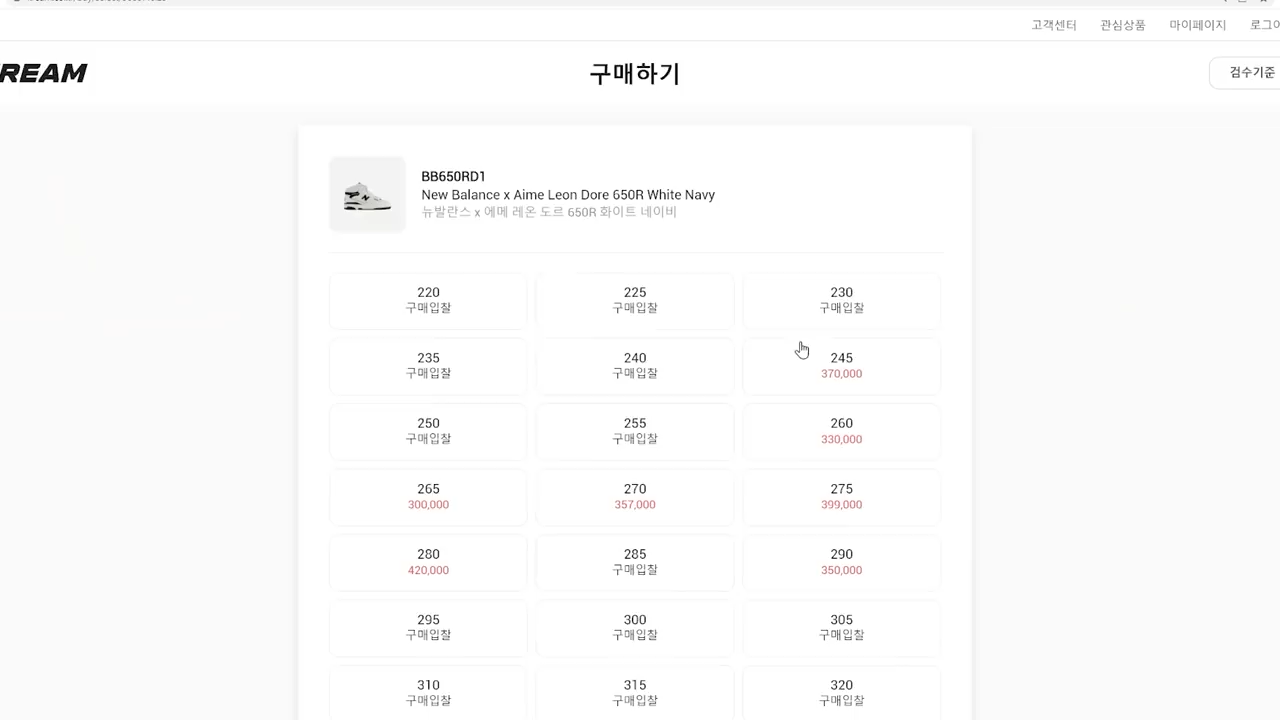 고객센터 관심상품 마이페이지
REAM
구매하기
검수기준
BB650RD1
New Balance x Aime Leon Dore 650R White Navy
뉴발란스 x 에메 레온 도르 650R 화이트 네이비
220 225 230
구매입찰 구매입찰 구매입찰
235 240 245
구매입찰 구매입찰 370,000
250 255 260
구매입찰 구매입찰 330,000
265 270 275
300,000 357,000 399,000
280 285 290
420,000 구매입찰 350,000
295 300 305
구매입찰 구매입찰 구매입찰
310 315 320
구매입찰 구매입찰 구매입찰